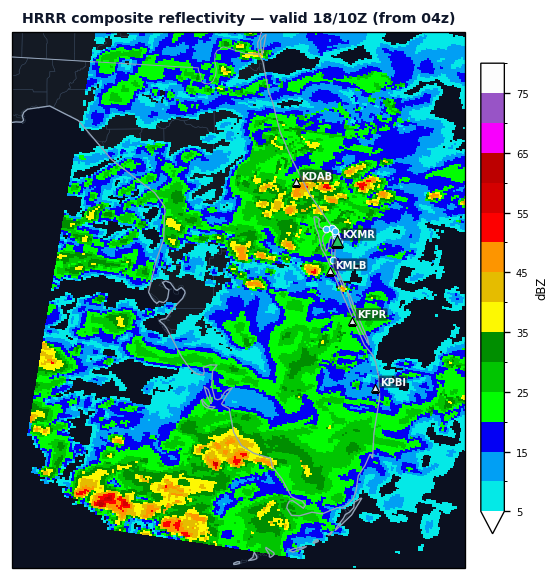 HRRR composite reflectivity — valid 18/10Z (from 04z)
KDAB
KXMR
KMLB
KFPR
KPBI
75
65
55
45
35
25
15
5
dBZ